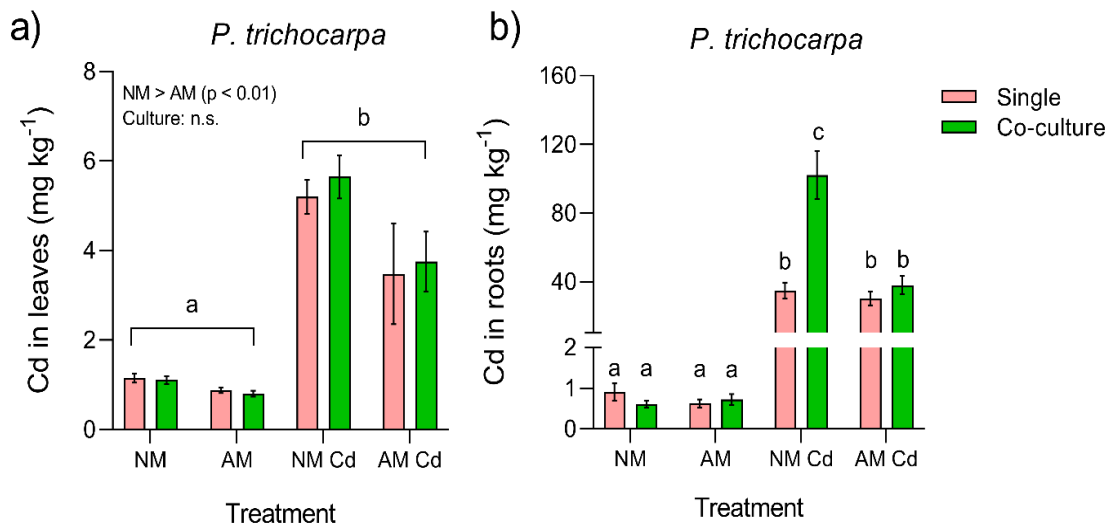 a)
P. trichocarpa
NM > AM (p < 0.01)
Culture: n.s.
Cd in leaves (mg kg⁻¹)
8
6
4
2
0
a
b
NM AM NM Cd AM Cd
Treatment
b)
P. trichocarpa
Cd in roots (mg kg⁻¹)
160
120
80
40
2
1
0
a a a a b c b b
NM AM NM Cd AM Cd
Treatment
Single
Co-culture